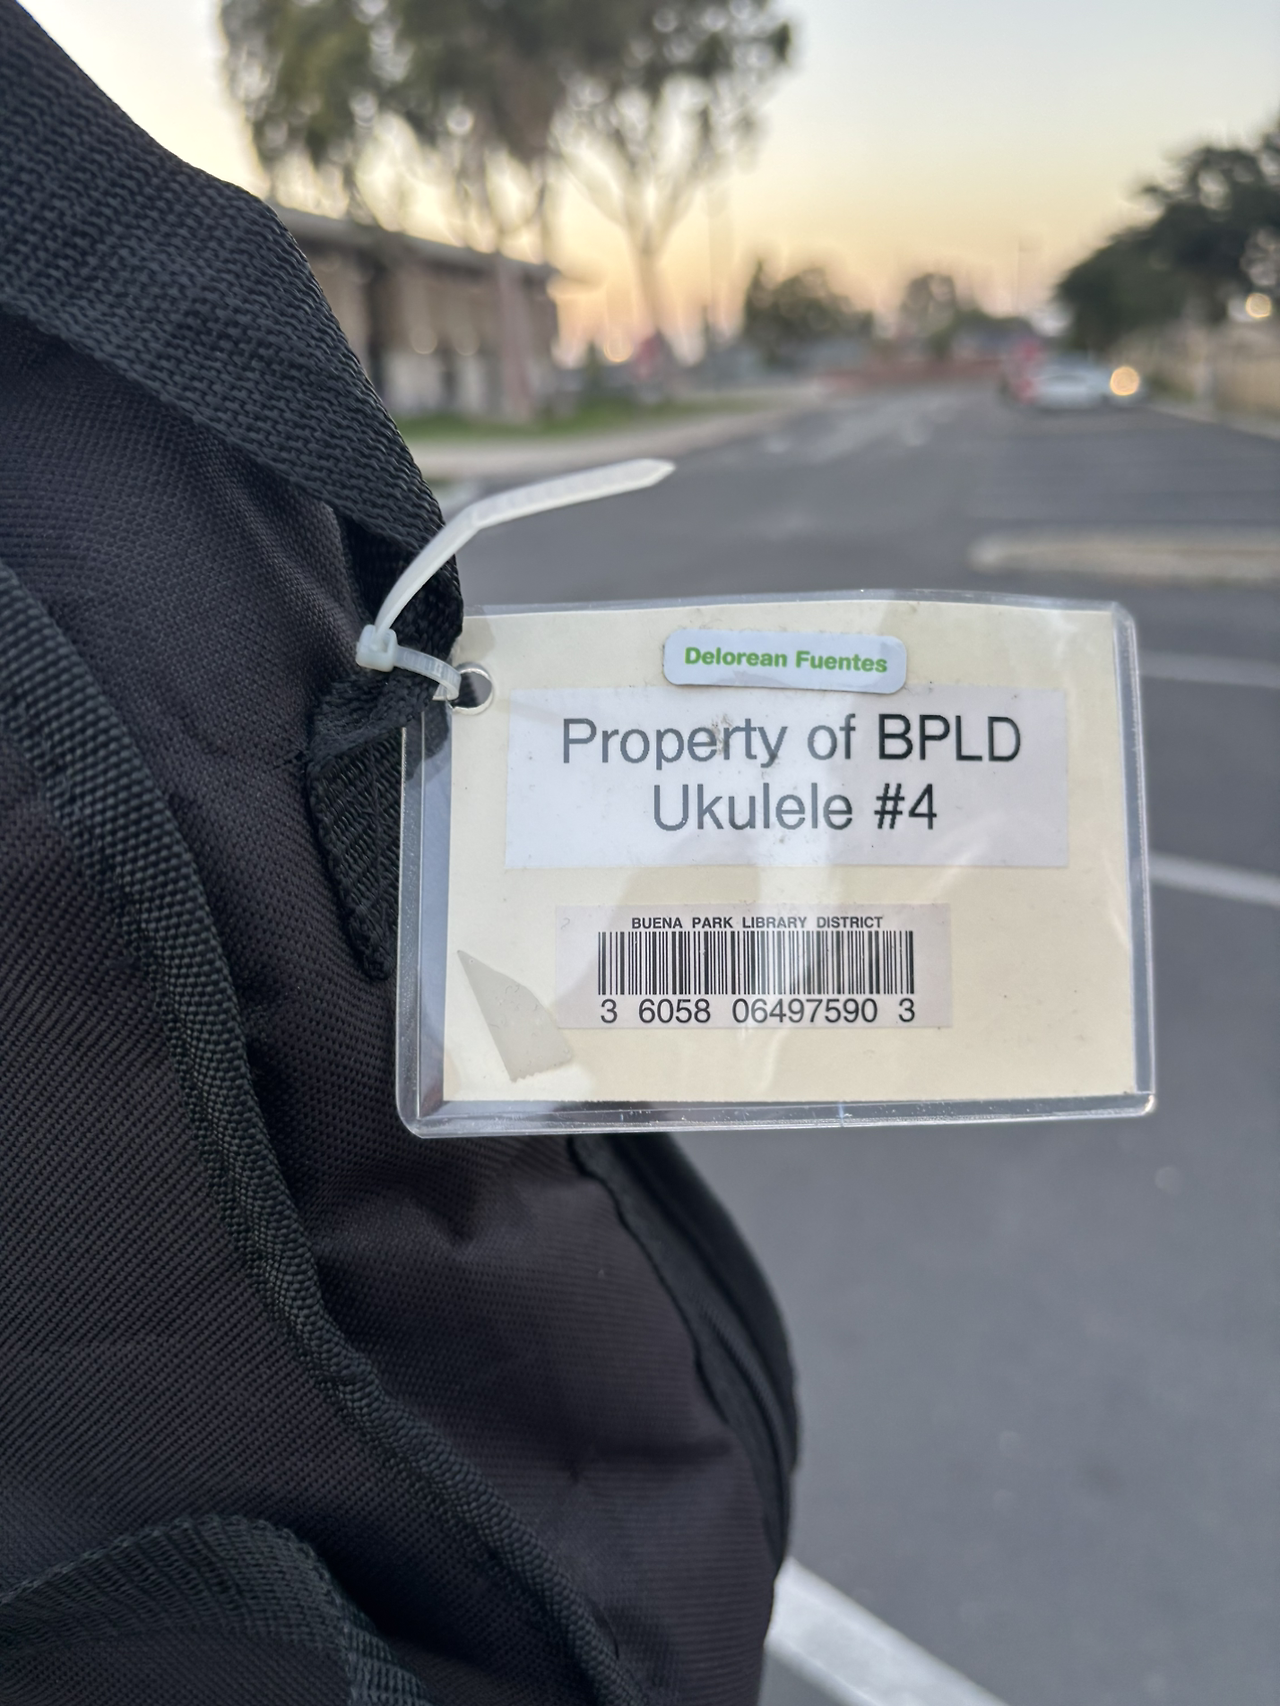 Delorean Fuentes
Property of BPLD
Ukulele #4
BUENA PARK LIBRARY DISTRICT
3 6058 06497590 3